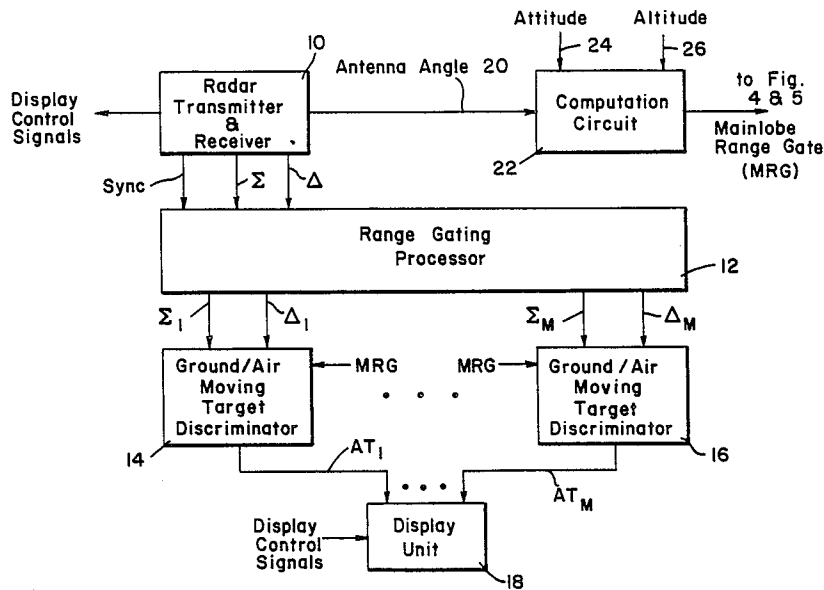 Attitude
Altitude
10
24
26
Radar
Transmitter
&
Receiver
Antenna Angle 20
Computation
Circuit
22
to Fig.
4 & 5
Mainlobe
Range Gate
(MRG)
Display
Control
Signals
Sync
Σ
Δ
Range Gating
Processor
12
Σ1
Δ1
ΣM
ΔM
Ground/Air
Moving
Target
Discriminator
14
MRG
MRG
Ground/Air
Moving
Target
Discriminator
16
AT1
ATM
Display
Control
Signals
Display
Unit
18